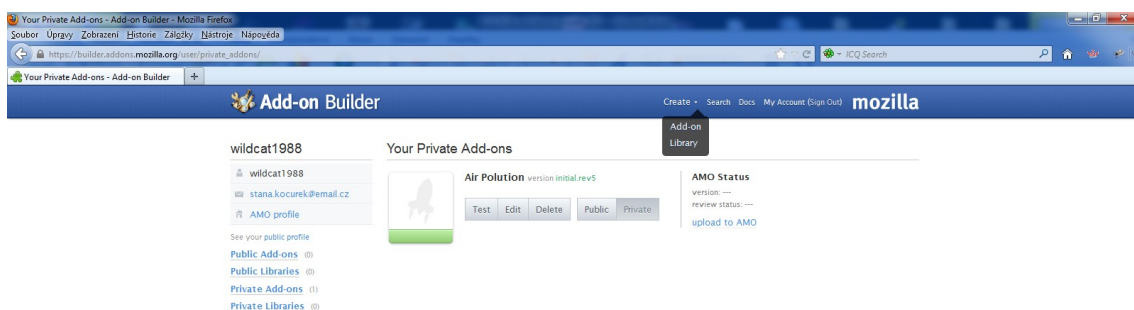 Your Private Add-ons - Add-on Builder - Mozilla Firefox
Soubor Úpravy Zobrazení Historie Záložky Nástroje Nápověda
https://builder.addons.mozilla.org/user/private_addons/
ICQ Search
Your Private Add-ons - Add-on Builder +
Add-on Builder
Create Search Docs My Account (Sign Out) mozilla
Add-on
Library
wildcat1988
Your Private Add-ons
wildcat1988
stana.kocurek@email.cz
AMO profile
See your public profile
Public Add-ons (0)
Public Libraries (0)
Private Add-ons (1)
Private Libraries (0)
Air Polution version initial.rev5
Test Edit Delete Public Private
AMO Status
version: ---
review status: ---
upload to AMO